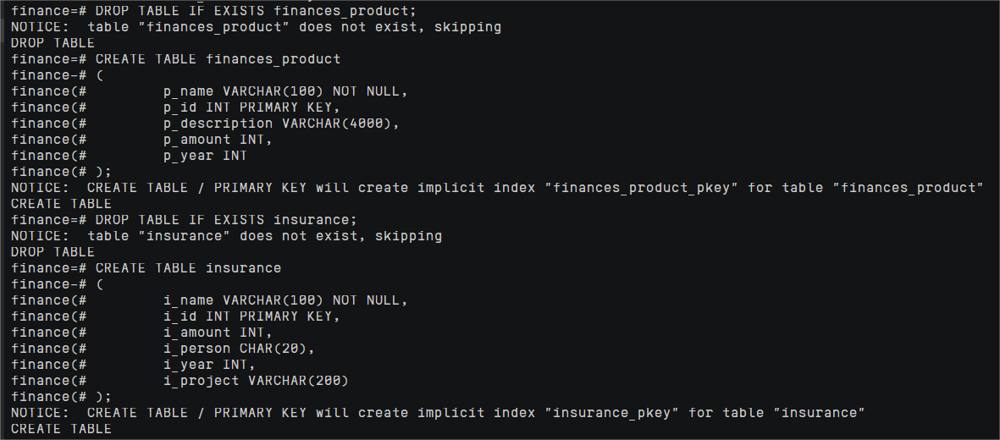 finance=# DROP TABLE IF EXISTS finances_product;
NOTICE:  table "finances_product" does not exist, skipping
DROP TABLE
finance=# CREATE TABLE finances_product
finance-# (
finance(#         p_name VARCHAR(100) NOT NULL,
finance(#         p_id INT PRIMARY KEY,
finance(#         p_description VARCHAR(4000),
finance(#         p_amount INT,
finance(#         p_year INT
finance(# );
NOTICE:  CREATE TABLE / PRIMARY KEY will create implicit index "finances_product_pkey" for table "finances_product"
CREATE TABLE
finance=# DROP TABLE IF EXISTS insurance;
NOTICE:  table "insurance" does not exist, skipping
DROP TABLE
finance=# CREATE TABLE insurance
finance-# (
finance(#         i_name VARCHAR(100) NOT NULL,
finance(#         i_id INT PRIMARY KEY,
finance(#         i_amount INT,
finance(#         i_person CHAR(20),
finance(#         i_year INT,
finance(#         i_project VARCHAR(200)
finance(# );
NOTICE:  CREATE TABLE / PRIMARY KEY will create implicit index "insurance_pkey" for table "insurance"
CREATE TABLE